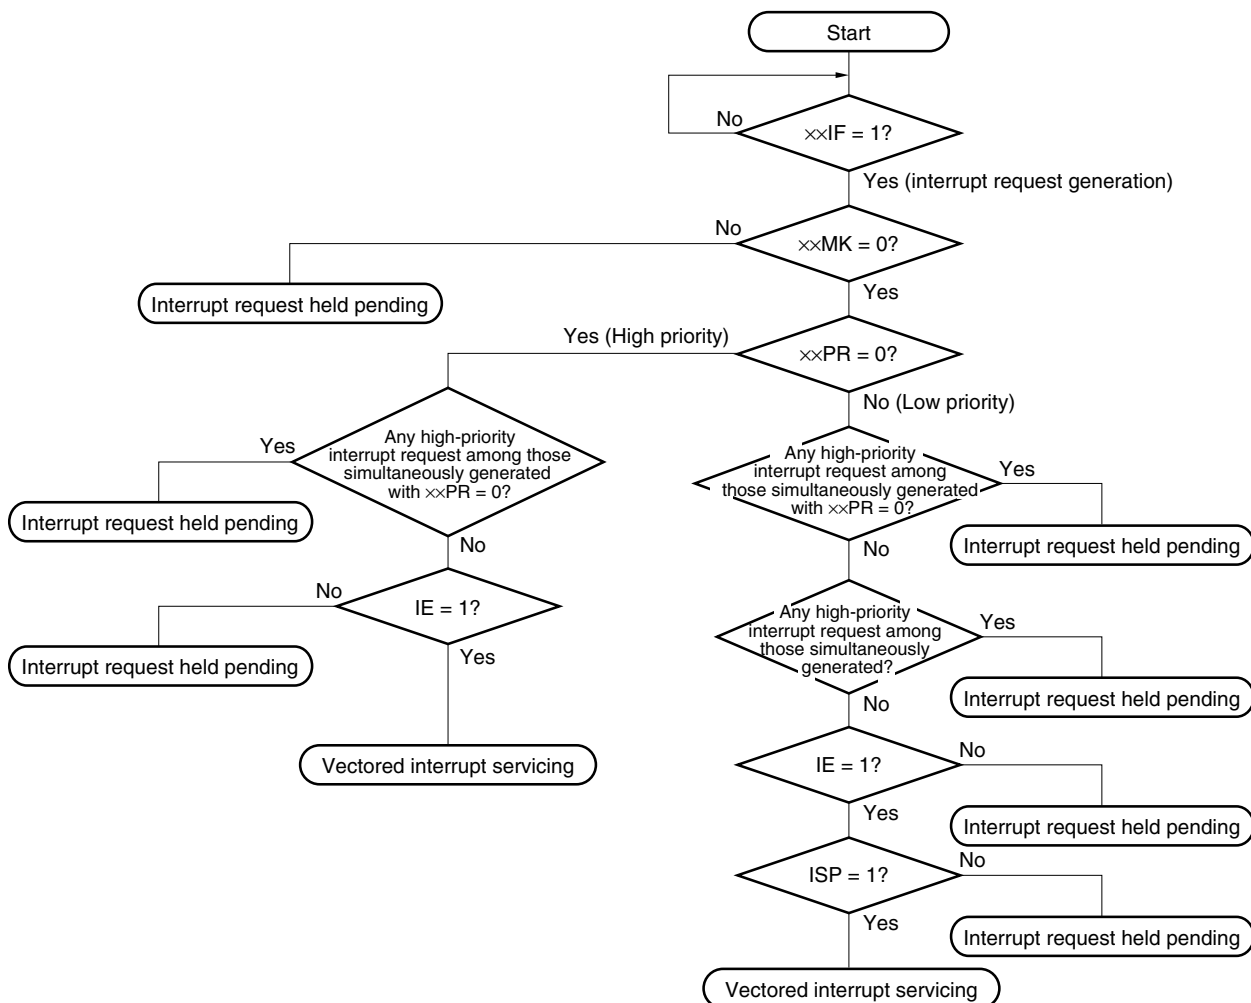 Start
No
××IF = 1?
Yes (interrupt request generation)
No
××MK = 0?
Interrupt request held pending
Yes
Yes (High priority)
××PR = 0?
No (Low priority)
Yes
Any high-priority
interrupt request among those
simultaneously generated
with ××PR = 0?
Any high-priority
interrupt request among
those simultaneously generated
with ××PR = 0?
Yes
Interrupt request held pending
Interrupt request held pending
No
No
No
IE = 1?
Any high-priority
interrupt request among
those simultaneously
generated?
Yes
Interrupt request held pending
Yes
Interrupt request held pending
No
Vectored interrupt servicing
IE = 1?
No
Yes
Interrupt request held pending
ISP = 1?
No
Yes
Interrupt request held pending
Vectored interrupt servicing